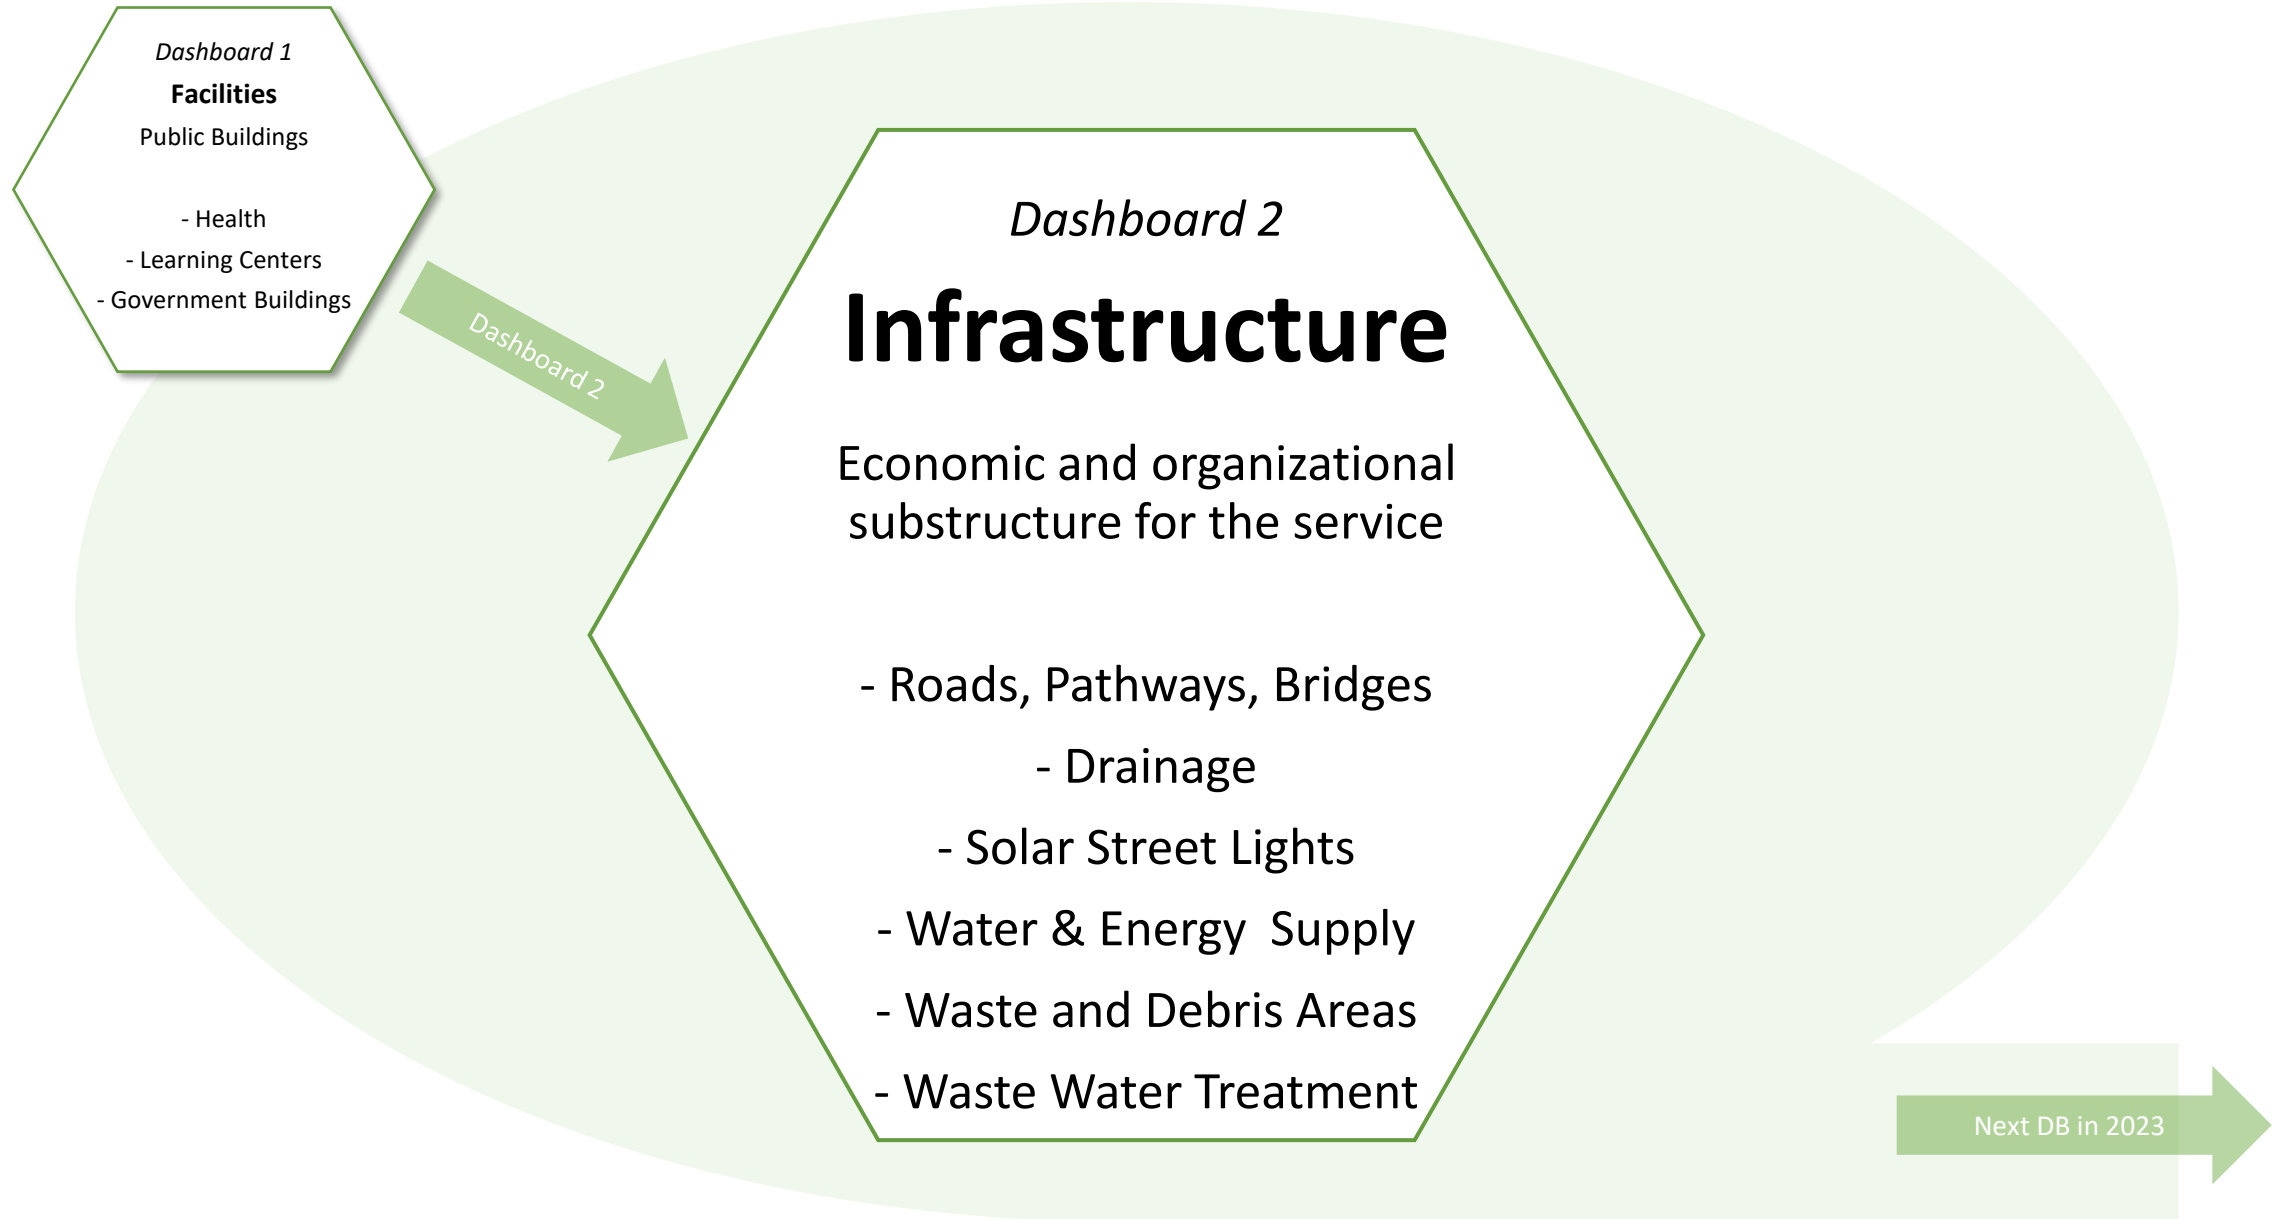 Dashboard 1
Facilities
Public Buildings
- Health
- Learning Centers
- Government Buildings
Dashboard 2
Dashboard 2
Infrastructure
Economic and organizational
substructure for the service
- Roads, Pathways, Bridges
- Drainage
- Solar Street Lights
- Water & Energy  Supply
- Waste and Debris Areas
- Waste Water Treatment
Next DB in 2023